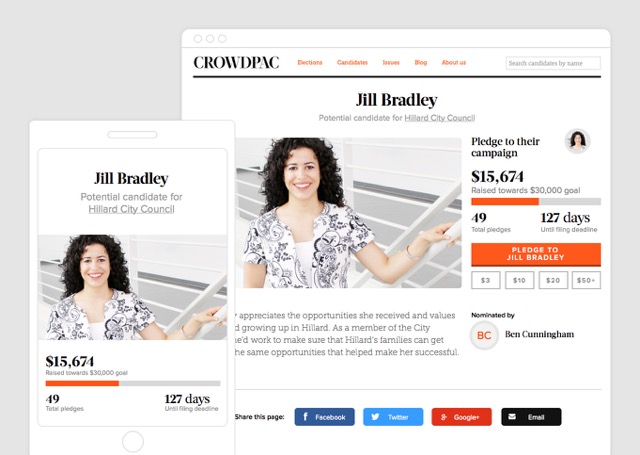 CROWDPAC
Elections Candidates Issues Blog About us
Search candidates by name
Jill Bradley
Potential candidate for Hillard City Council
Pledge to their
campaign
$15,674
Raised towards $30,000 goal
49 127 days
Total pledges Until filing deadline
PLEDGE TO
JILL BRADLEY
$3 $10 $20 $50+
Nominated by
BC Ben Cunningham
appreciates the opportunities she received and values
growing up in Hillard. As a member of the City
he'd work to make sure that Hillard's families can get
he same opportunities that helped make her successful.
Share this page: f Facebook Twitter g+ Google+ Email
Jill Bradley
Potential candidate for
Hillard City Council
$15,674
Raised towards $30,000 goal
49 127 days
Total pledges Until filing deadline